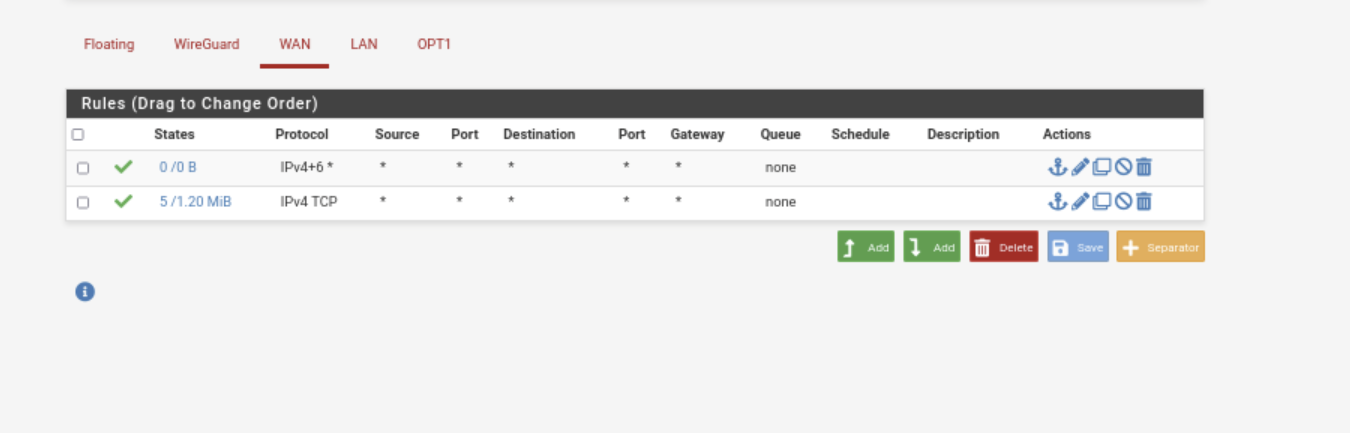 Floating WireGuard WAN LAN OPT1
Rules (Drag to Change Order)
States Protocol Source Port Destination Port Gateway Queue Schedule Description Actions
0 /0 B IPv4+6 * * * * * * none
5 /1.20 MiB IPv4 TCP * * * * * none
Add Add Delete Save Separator